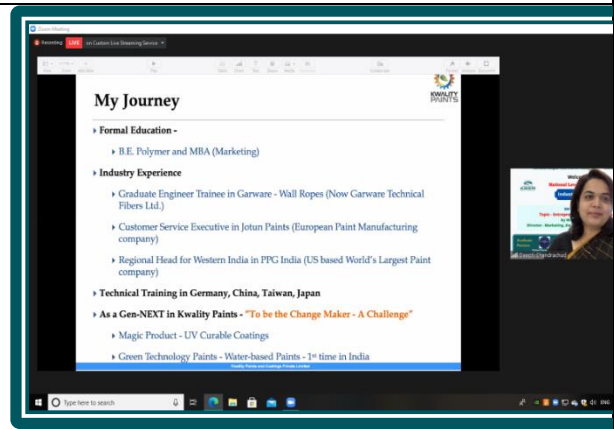 Zoom Meeting
Recording LIVE on Custom Live Streaming Service
My Journey
KWALITY
PAINTS
Formal Education -
B.E. Polymer and MBA (Marketing)
Industry Experience
Graduate Engineer Trainee in Garware - Wall Ropes (Now Garware Technical
Fibers Ltd.)
Customer Service Executive in Jotun Paints (European Paint Manufacturing
company)
Regional Head for Western India in PPG India (US based World's Largest Paint
company)
Technical Training in Germany, China, Taiwan, Japan
As a Gen-NEXT in Kwality Paints - "To be the Change Maker - A Challenge"
Magic Product - UV Curable Coatings
Green Technology Paints - Water-based Paints - 1st time in India
Kwality Paints and Coatings Private Limited
Chandrachud
Type here to search
ENG